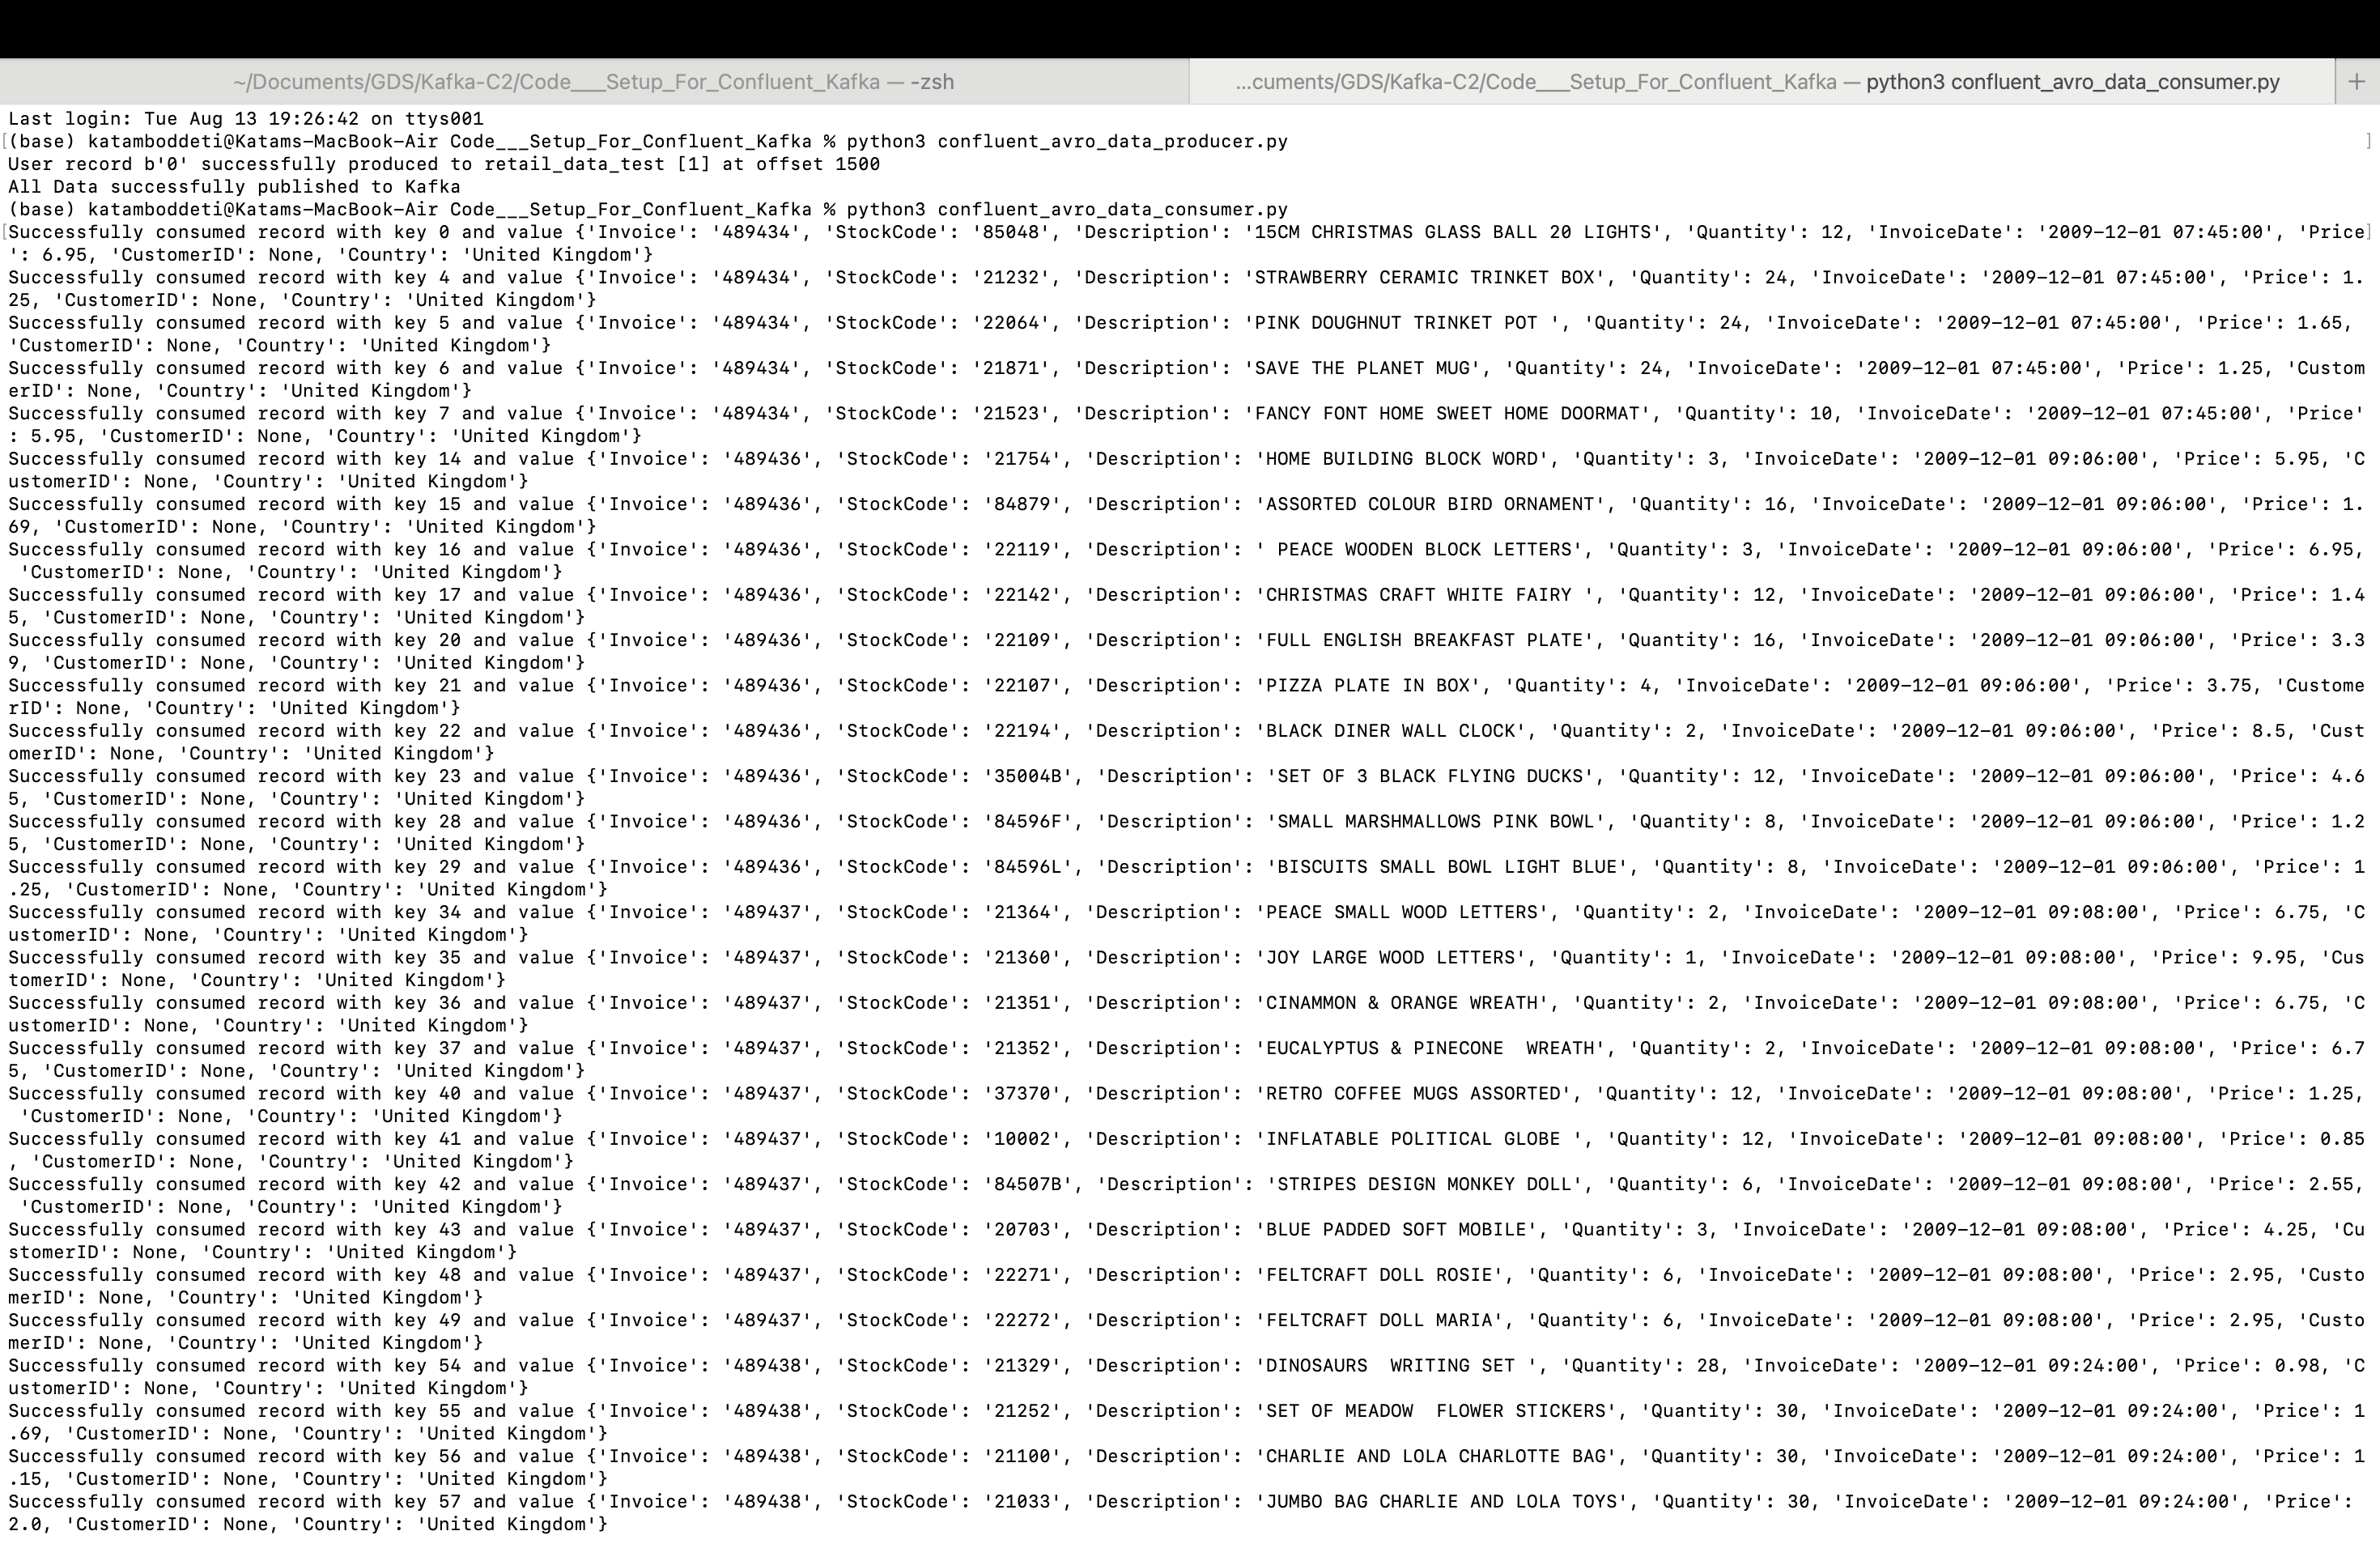 ~/Documents/GDS/Kafka-C2/Code___Setup_For_Confluent_Kafka — -zsh
...cuments/GDS/Kafka-C2/Code___Setup_For_Confluent_Kafka — python3 confluent_avro_data_consumer.py
+
Last login: Tue Aug 13 19:26:42 on ttys001
[(base) katamboddeti@Katams-MacBook-Air Code___Setup_For_Confluent_Kafka % python3 confluent_avro_data_producer.py ]
User record b'0' successfully produced to retail_data_test [1] at offset 1500
All Data successfully published to Kafka
(base) katamboddeti@Katams-MacBook-Air Code___Setup_For_Confluent_Kafka % python3 confluent_avro_data_consumer.py
[Successfully consumed record with key 0 and value {'Invoice': '489434', 'StockCode': '85048', 'Description': '15CM CHRISTMAS GLASS BALL 20 LIGHTS', 'Quantity': 12, 'InvoiceDate': '2009-12-01 07:45:00', 'Price]
': 6.95, 'CustomerID': None, 'Country': 'United Kingdom'}
Successfully consumed record with key 4 and value {'Invoice': '489434', 'StockCode': '21232', 'Description': 'STRAWBERRY CERAMIC TRINKET BOX', 'Quantity': 24, 'InvoiceDate': '2009-12-01 07:45:00', 'Price': 1.
25, 'CustomerID': None, 'Country': 'United Kingdom'}
Successfully consumed record with key 5 and value {'Invoice': '489434', 'StockCode': '22064', 'Description': 'PINK DOUGHNUT TRINKET POT ', 'Quantity': 24, 'InvoiceDate': '2009-12-01 07:45:00', 'Price': 1.65,
'CustomerID': None, 'Country': 'United Kingdom'}
Successfully consumed record with key 6 and value {'Invoice': '489434', 'StockCode': '21871', 'Description': 'SAVE THE PLANET MUG', 'Quantity': 24, 'InvoiceDate': '2009-12-01 07:45:00', 'Price': 1.25, 'Custom
erID': None, 'Country': 'United Kingdom'}
Successfully consumed record with key 7 and value {'Invoice': '489434', 'StockCode': '21523', 'Description': 'FANCY FONT HOME SWEET HOME DOORMAT', 'Quantity': 10, 'InvoiceDate': '2009-12-01 07:45:00', 'Price'
: 5.95, 'CustomerID': None, 'Country': 'United Kingdom'}
Successfully consumed record with key 14 and value {'Invoice': '489436', 'StockCode': '21754', 'Description': 'HOME BUILDING BLOCK WORD', 'Quantity': 3, 'InvoiceDate': '2009-12-01 09:06:00', 'Price': 5.95, 'C
ustomerID': None, 'Country': 'United Kingdom'}
Successfully consumed record with key 15 and value {'Invoice': '489436', 'StockCode': '84879', 'Description': 'ASSORTED COLOUR BIRD ORNAMENT', 'Quantity': 16, 'InvoiceDate': '2009-12-01 09:06:00', 'Price': 1.
69, 'CustomerID': None, 'Country': 'United Kingdom'}
Successfully consumed record with key 16 and value {'Invoice': '489436', 'StockCode': '22119', 'Description': ' PEACE WOODEN BLOCK LETTERS', 'Quantity': 3, 'InvoiceDate': '2009-12-01 09:06:00', 'Price': 6.95,
 'CustomerID': None, 'Country': 'United Kingdom'}
Successfully consumed record with key 17 and value {'Invoice': '489436', 'StockCode': '22142', 'Description': 'CHRISTMAS CRAFT WHITE FAIRY ', 'Quantity': 12, 'InvoiceDate': '2009-12-01 09:06:00', 'Price': 1.4
5, 'CustomerID': None, 'Country': 'United Kingdom'}
Successfully consumed record with key 20 and value {'Invoice': '489436', 'StockCode': '22109', 'Description': 'FULL ENGLISH BREAKFAST PLATE', 'Quantity': 16, 'InvoiceDate': '2009-12-01 09:06:00', 'Price': 3.3
9, 'CustomerID': None, 'Country': 'United Kingdom'}
Successfully consumed record with key 21 and value {'Invoice': '489436', 'StockCode': '22107', 'Description': 'PIZZA PLATE IN BOX', 'Quantity': 4, 'InvoiceDate': '2009-12-01 09:06:00', 'Price': 3.75, 'Custome
rID': None, 'Country': 'United Kingdom'}
Successfully consumed record with key 22 and value {'Invoice': '489436', 'StockCode': '22194', 'Description': 'BLACK DINER WALL CLOCK', 'Quantity': 2, 'InvoiceDate': '2009-12-01 09:06:00', 'Price': 8.5, 'Cust
omerID': None, 'Country': 'United Kingdom'}
Successfully consumed record with key 23 and value {'Invoice': '489436', 'StockCode': '35004B', 'Description': 'SET OF 3 BLACK FLYING DUCKS', 'Quantity': 12, 'InvoiceDate': '2009-12-01 09:06:00', 'Price': 4.6
5, 'CustomerID': None, 'Country': 'United Kingdom'}
Successfully consumed record with key 28 and value {'Invoice': '489436', 'StockCode': '84596F', 'Description': 'SMALL MARSHMALLOWS PINK BOWL', 'Quantity': 8, 'InvoiceDate': '2009-12-01 09:06:00', 'Price': 1.2
5, 'CustomerID': None, 'Country': 'United Kingdom'}
Successfully consumed record with key 29 and value {'Invoice': '489436', 'StockCode': '84596L', 'Description': 'BISCUITS SMALL BOWL LIGHT BLUE', 'Quantity': 8, 'InvoiceDate': '2009-12-01 09:06:00', 'Price': 1
.25, 'CustomerID': None, 'Country': 'United Kingdom'}
Successfully consumed record with key 34 and value {'Invoice': '489437', 'StockCode': '21364', 'Description': 'PEACE SMALL WOOD LETTERS', 'Quantity': 2, 'InvoiceDate': '2009-12-01 09:08:00', 'Price': 6.75, 'C
ustomerID': None, 'Country': 'United Kingdom'}
Successfully consumed record with key 35 and value {'Invoice': '489437', 'StockCode': '21360', 'Description': 'JOY LARGE WOOD LETTERS', 'Quantity': 1, 'InvoiceDate': '2009-12-01 09:08:00', 'Price': 9.95, 'Cus
tomerID': None, 'Country': 'United Kingdom'}
Successfully consumed record with key 36 and value {'Invoice': '489437', 'StockCode': '21351', 'Description': 'CINAMMON & ORANGE WREATH', 'Quantity': 2, 'InvoiceDate': '2009-12-01 09:08:00', 'Price': 6.75, 'C
ustomerID': None, 'Country': 'United Kingdom'}
Successfully consumed record with key 37 and value {'Invoice': '489437', 'StockCode': '21352', 'Description': 'EUCALYPTUS & PINECONE  WREATH', 'Quantity': 2, 'InvoiceDate': '2009-12-01 09:08:00', 'Price': 6.7
5, 'CustomerID': None, 'Country': 'United Kingdom'}
Successfully consumed record with key 40 and value {'Invoice': '489437', 'StockCode': '37370', 'Description': 'RETRO COFFEE MUGS ASSORTED', 'Quantity': 12, 'InvoiceDate': '2009-12-01 09:08:00', 'Price': 1.25,
 'CustomerID': None, 'Country': 'United Kingdom'}
Successfully consumed record with key 41 and value {'Invoice': '489437', 'StockCode': '10002', 'Description': 'INFLATABLE POLITICAL GLOBE ', 'Quantity': 12, 'InvoiceDate': '2009-12-01 09:08:00', 'Price': 0.85
, 'CustomerID': None, 'Country': 'United Kingdom'}
Successfully consumed record with key 42 and value {'Invoice': '489437', 'StockCode': '84507B', 'Description': 'STRIPES DESIGN MONKEY DOLL', 'Quantity': 6, 'InvoiceDate': '2009-12-01 09:08:00', 'Price': 2.55,
 'CustomerID': None, 'Country': 'United Kingdom'}
Successfully consumed record with key 43 and value {'Invoice': '489437', 'StockCode': '20703', 'Description': 'BLUE PADDED SOFT MOBILE', 'Quantity': 3, 'InvoiceDate': '2009-12-01 09:08:00', 'Price': 4.25, 'Cu
stomerID': None, 'Country': 'United Kingdom'}
Successfully consumed record with key 48 and value {'Invoice': '489437', 'StockCode': '22271', 'Description': 'FELTCRAFT DOLL ROSIE', 'Quantity': 6, 'InvoiceDate': '2009-12-01 09:08:00', 'Price': 2.95, 'Custo
merID': None, 'Country': 'United Kingdom'}
Successfully consumed record with key 49 and value {'Invoice': '489437', 'StockCode': '22272', 'Description': 'FELTCRAFT DOLL MARIA', 'Quantity': 6, 'InvoiceDate': '2009-12-01 09:08:00', 'Price': 2.95, 'Custo
merID': None, 'Country': 'United Kingdom'}
Successfully consumed record with key 54 and value {'Invoice': '489438', 'StockCode': '21329', 'Description': 'DINOSAURS  WRITING SET ', 'Quantity': 28, 'InvoiceDate': '2009-12-01 09:24:00', 'Price': 0.98, 'C
ustomerID': None, 'Country': 'United Kingdom'}
Successfully consumed record with key 55 and value {'Invoice': '489438', 'StockCode': '21252', 'Description': 'SET OF MEADOW  FLOWER STICKERS', 'Quantity': 30, 'InvoiceDate': '2009-12-01 09:24:00', 'Price': 1
.69, 'CustomerID': None, 'Country': 'United Kingdom'}
Successfully consumed record with key 56 and value {'Invoice': '489438', 'StockCode': '21100', 'Description': 'CHARLIE AND LOLA CHARLOTTE BAG', 'Quantity': 30, 'InvoiceDate': '2009-12-01 09:24:00', 'Price': 1
.15, 'CustomerID': None, 'Country': 'United Kingdom'}
Successfully consumed record with key 57 and value {'Invoice': '489438', 'StockCode': '21033', 'Description': 'JUMBO BAG CHARLIE AND LOLA TOYS', 'Quantity': 30, 'InvoiceDate': '2009-12-01 09:24:00', 'Price':
2.0, 'CustomerID': None, 'Country': 'United Kingdom'}